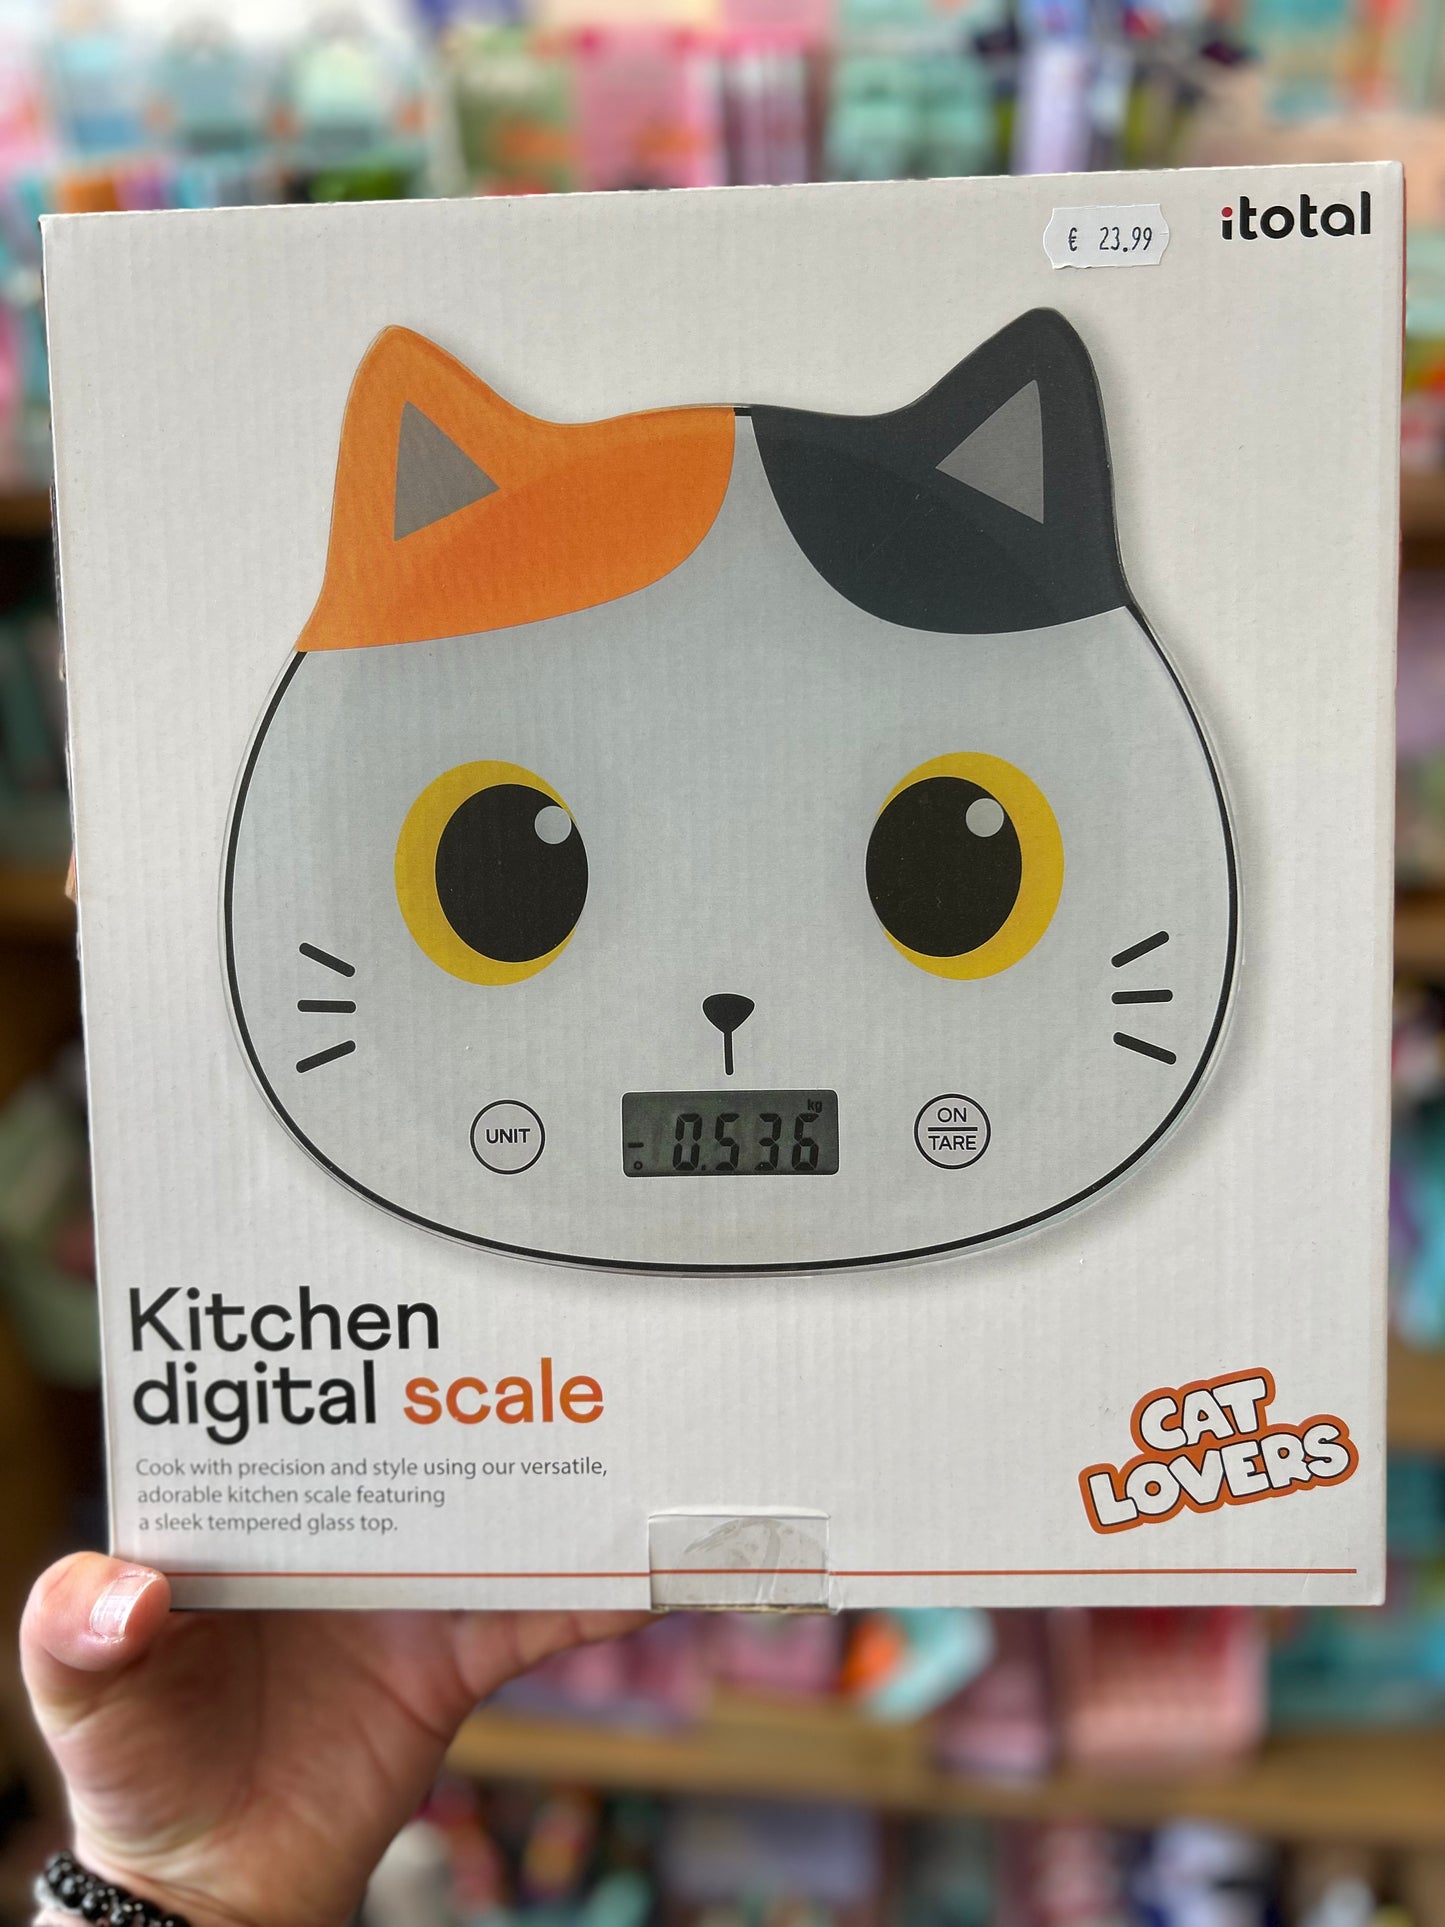 itotal
€ 23.99
UNIT
kg
-0.536
ON
TARE
Kitchen
digital scale
Cook with precision and style using our versatile,
adorable kitchen scale featuring
a sleek tempered glass top.
CAT
LOVERS